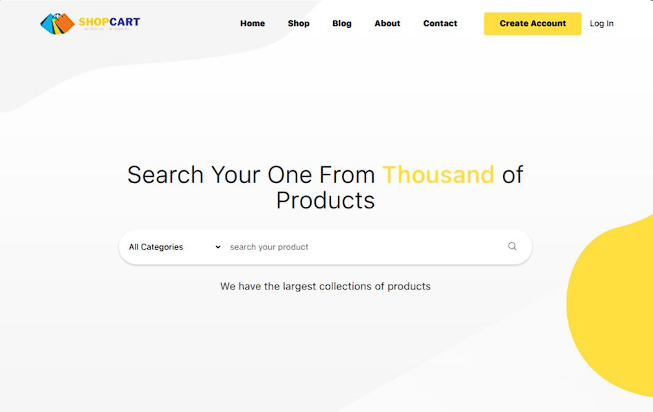 SHOPCART
Home Shop Blog About Contact Create Account Log In
Search Your One From Thousand of
Products
All Categories search your product
We have the largest collections of products